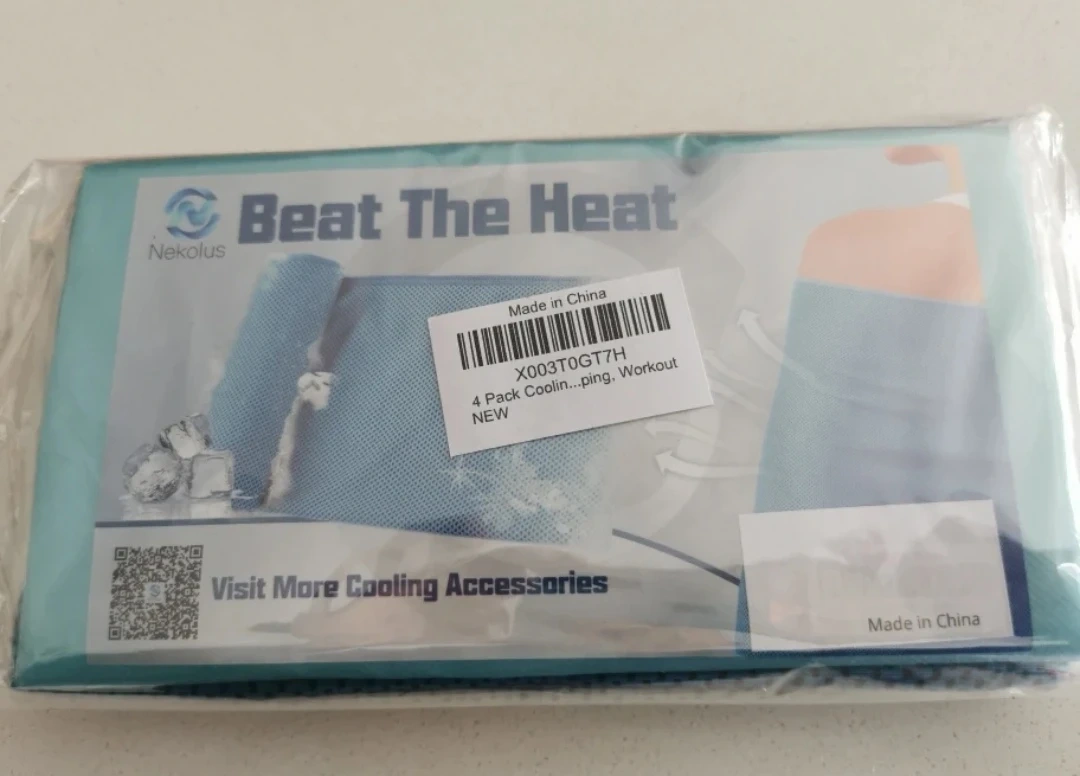 Nekolus
Beat The Heat
Made in China
X003T0GT7H
4 Pack Coolin...ping, Workout
NEW
Visit More Cooling Accessories
Made in China